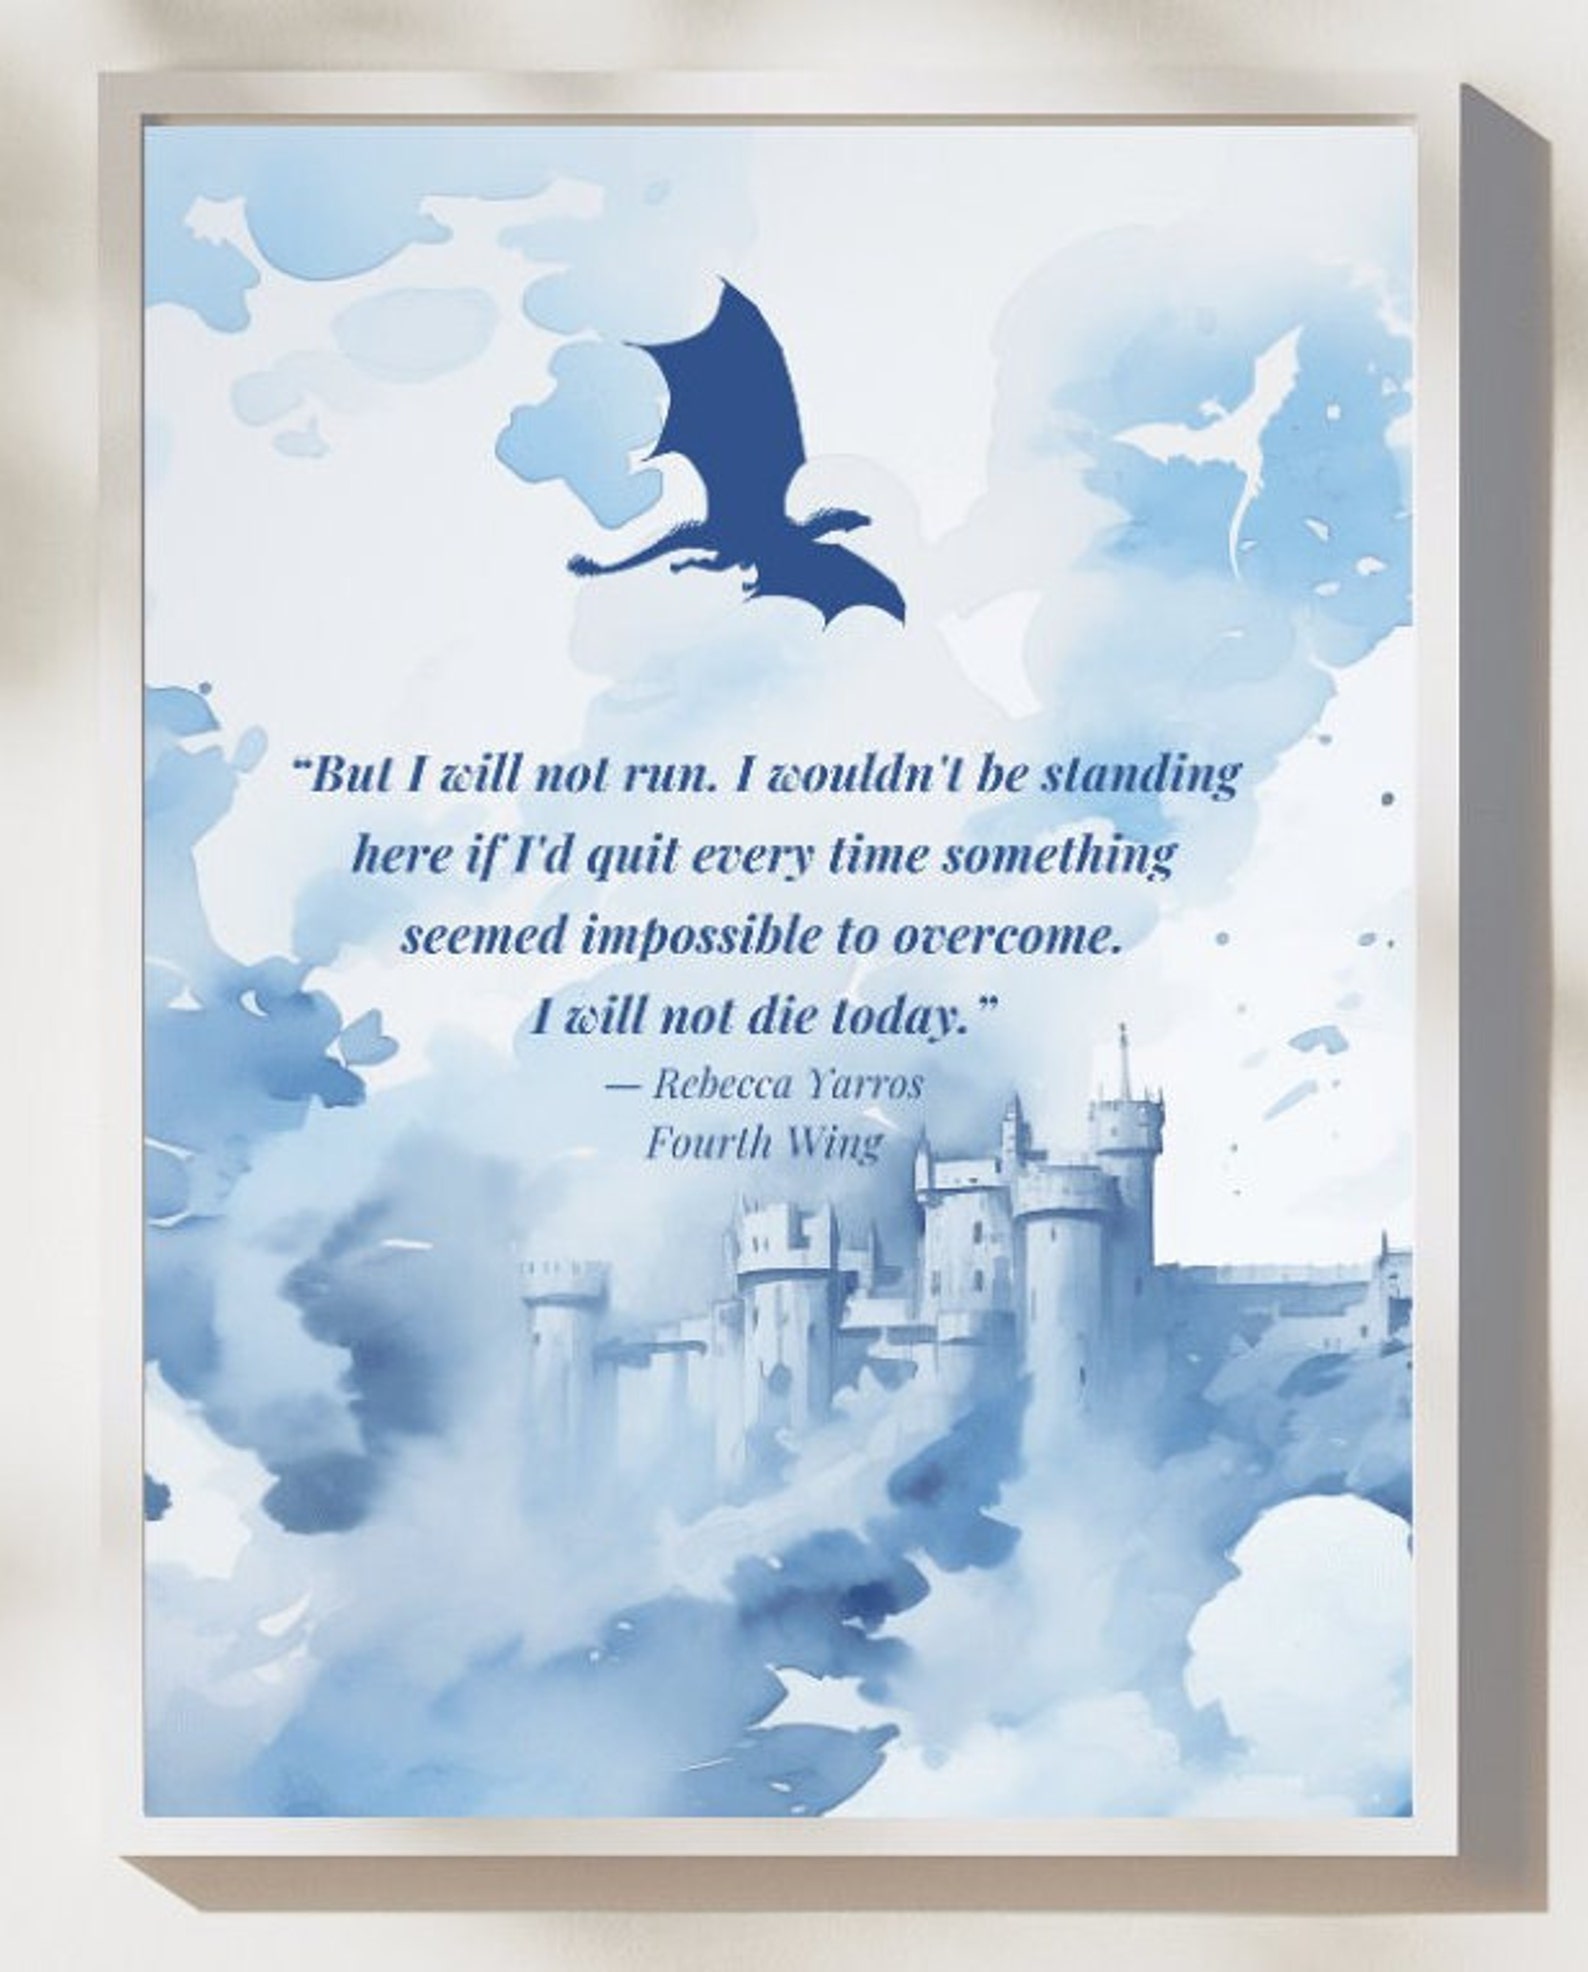 “But I will not run. I wouldn't be standing
here if I'd quit every time something
seemed impossible to overcome.
I will not die today.”
— Rebecca Yarros
Fourth Wing